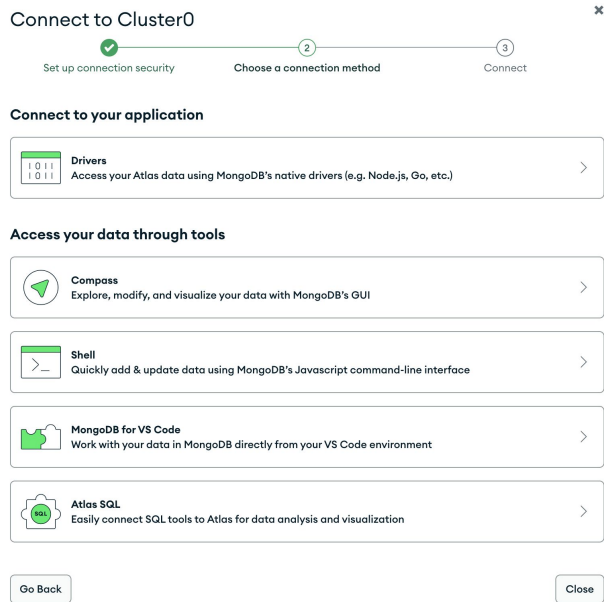 Connect to Cluster0
2
3
Set up connection security
Choose a connection method
Connect
Connect to your application
1011
1011
Drivers
Access your Atlas data using MongoDB's native drivers (e.g. Node.js, Go, etc.)
Access your data through tools
Compass
Explore, modify, and visualize your data with MongoDB's GUI
>_
Shell
Quickly add & update data using MongoDB's Javascript command-line interface
MongoDB for VS Code
Work with your data in MongoDB directly from your VS Code environment
SQL
Atlas SQL
Easily connect SQL tools to Atlas for data analysis and visualization
Go Back
Close